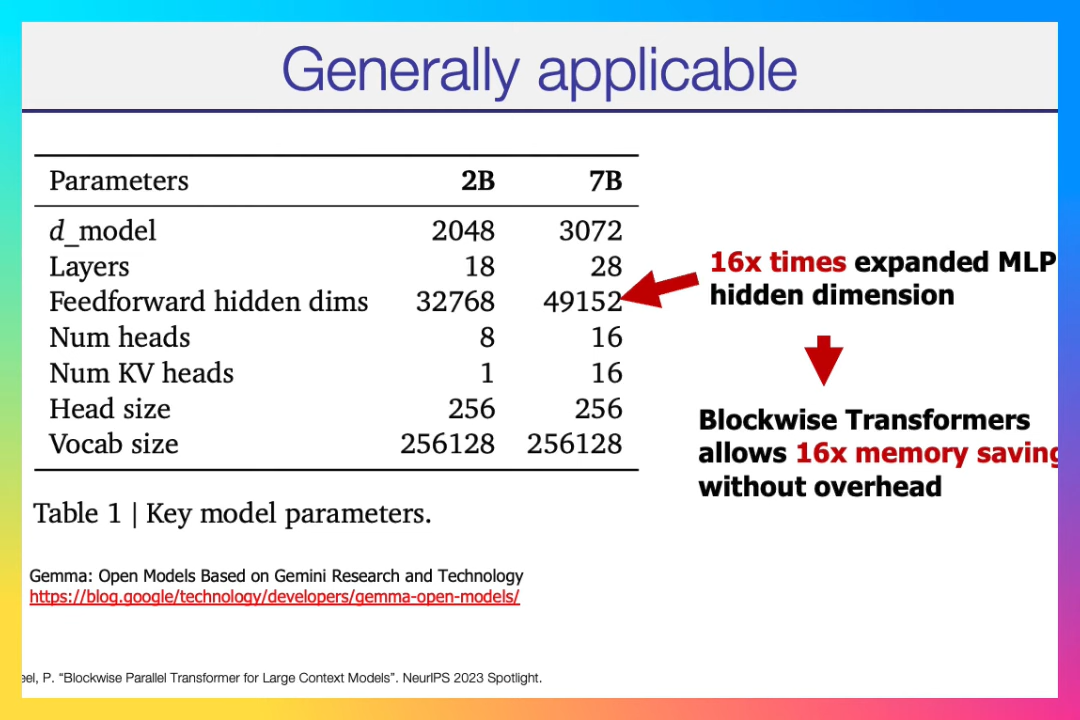 Generally applicable
Parameters 2B 7B
d_model 2048 3072
Layers 18 28
Feedforward hidden dims 32768 49152
Num heads 8 16
Num KV heads 1 16
Head size 256 256
Vocab size 256128 256128
Table 1 | Key model parameters.
16x times expanded MLP
hidden dimension
Blockwise Transformers
allows 16x memory saving
without overhead
Gemma: Open Models Based on Gemini Research and Technology
https://blog.google/technology/developers/gemma-open-models/
P. “Blockwise Parallel Transformer for Large Context Models”. NeurIPS 2023 Spotlight.